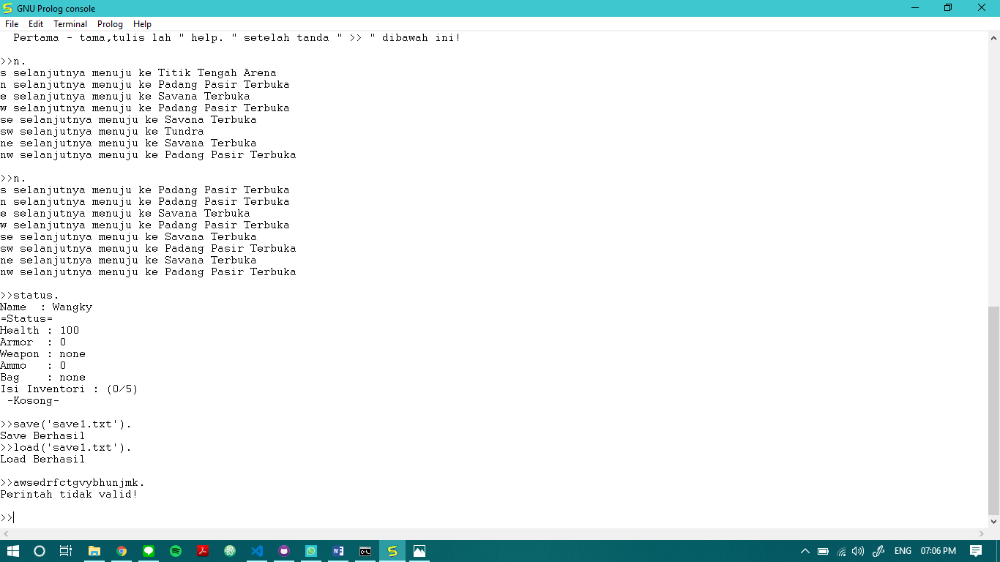 GNU Prolog console
File Edit Terminal Prolog Help
Pertama - tama,tulis lah " help. " setelah tanda " >> " dibawah ini!
>>n.
s selanjutnya menuju ke Titik Tengah Arena
n selanjutnya menuju ke Padang Pasir Terbuka
e selanjutnya menuju ke Savana Terbuka
w selanjutnya menuju ke Padang Pasir Terbuka
se selanjutnya menuju ke Savana Terbuka
sw selanjutnya menuju ke Tundra
ne selanjutnya menuju ke Savana Terbuka
nw selanjutnya menuju ke Padang Pasir Terbuka
>>n.
s selanjutnya menuju ke Padang Pasir Terbuka
n selanjutnya menuju ke Padang Pasir Terbuka
e selanjutnya menuju ke Savana Terbuka
w selanjutnya menuju ke Padang Pasir Terbuka
se selanjutnya menuju ke Savana Terbuka
sw selanjutnya menuju ke Padang Pasir Terbuka
ne selanjutnya menuju ke Savana Terbuka
nw selanjutnya menuju ke Padang Pasir Terbuka
>>status.
Name  : Wangky
=Status=
Health : 100
Armor  : 0
Weapon : none
Ammo   : 0
Bag    : none
Isi Inventori : (0/5)
-Kosong-
>>save('save1.txt').
Save Berhasil
>>load('save1.txt').
Load Berhasil
>>awsedrfctgvybhunjmk.
Perintah tidak valid!
>>
ENG 07:06 PM